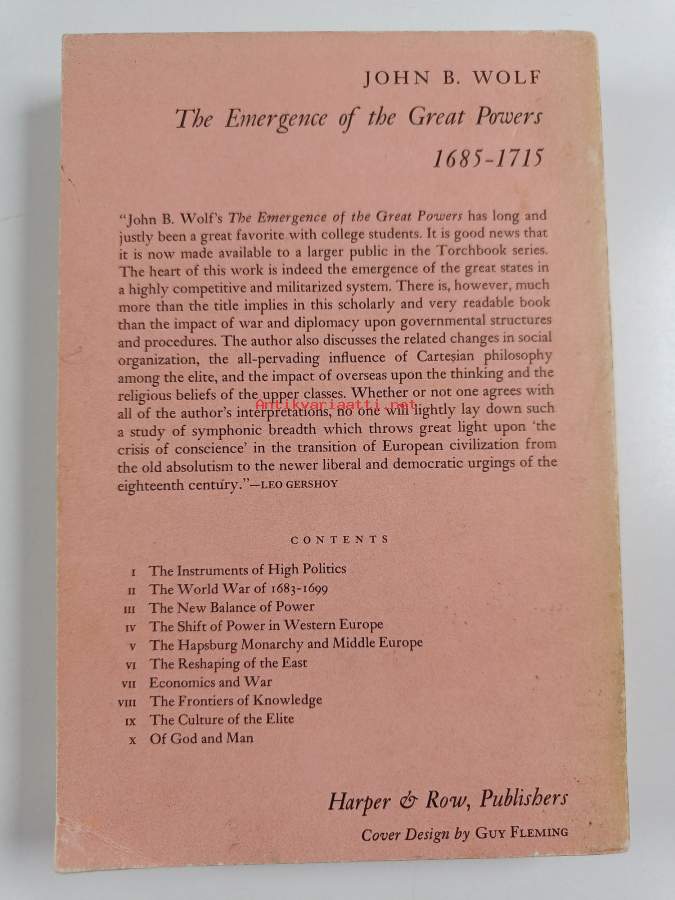 JOHN B. WOLF
The Emergence of the Great Powers
1685-1715
“John B. Wolf's The Emergence of the Great Powers has long and
justly been a great favorite with college students. It is good news that
it is now made available to a larger public in the Torchbook series.
The heart of this work is indeed the emergence of the great states in
a highly competitive and militarized system. There is, however, much
more than the title implies in this scholarly and very readable book
than the impact of war and diplomacy upon governmental structures
and procedures. The author also discusses the related changes in social
organization, the all-pervading influence of Cartesian philosophy
among the elite, and the impact of overseas upon the thinking and the
religious beliefs of the upper classes. Whether or not one agrees with
Antikvariaatti.net
all of the author's interpretations, no one will lightly lay down such
a study of symphonic breadth which throws great light upon ‘the
crisis of conscience’ in the transition of European civilization from
the old absolutism to the newer liberal and democratic urgings of the
eighteenth century.”—LEO GERSHOY
CONTENTS
I The Instruments of High Politics
II The World War of 1683-1699
III The New Balance of Power
IV The Shift of Power in Western Europe
V The Hapsburg Monarchy and Middle Europe
VI The Reshaping of the East
VII Economics and War
VIII The Frontiers of Knowledge
IX The Culture of the Elite
X Of God and Man
Harper & Row, Publishers
Cover Design by GUY FLEMING